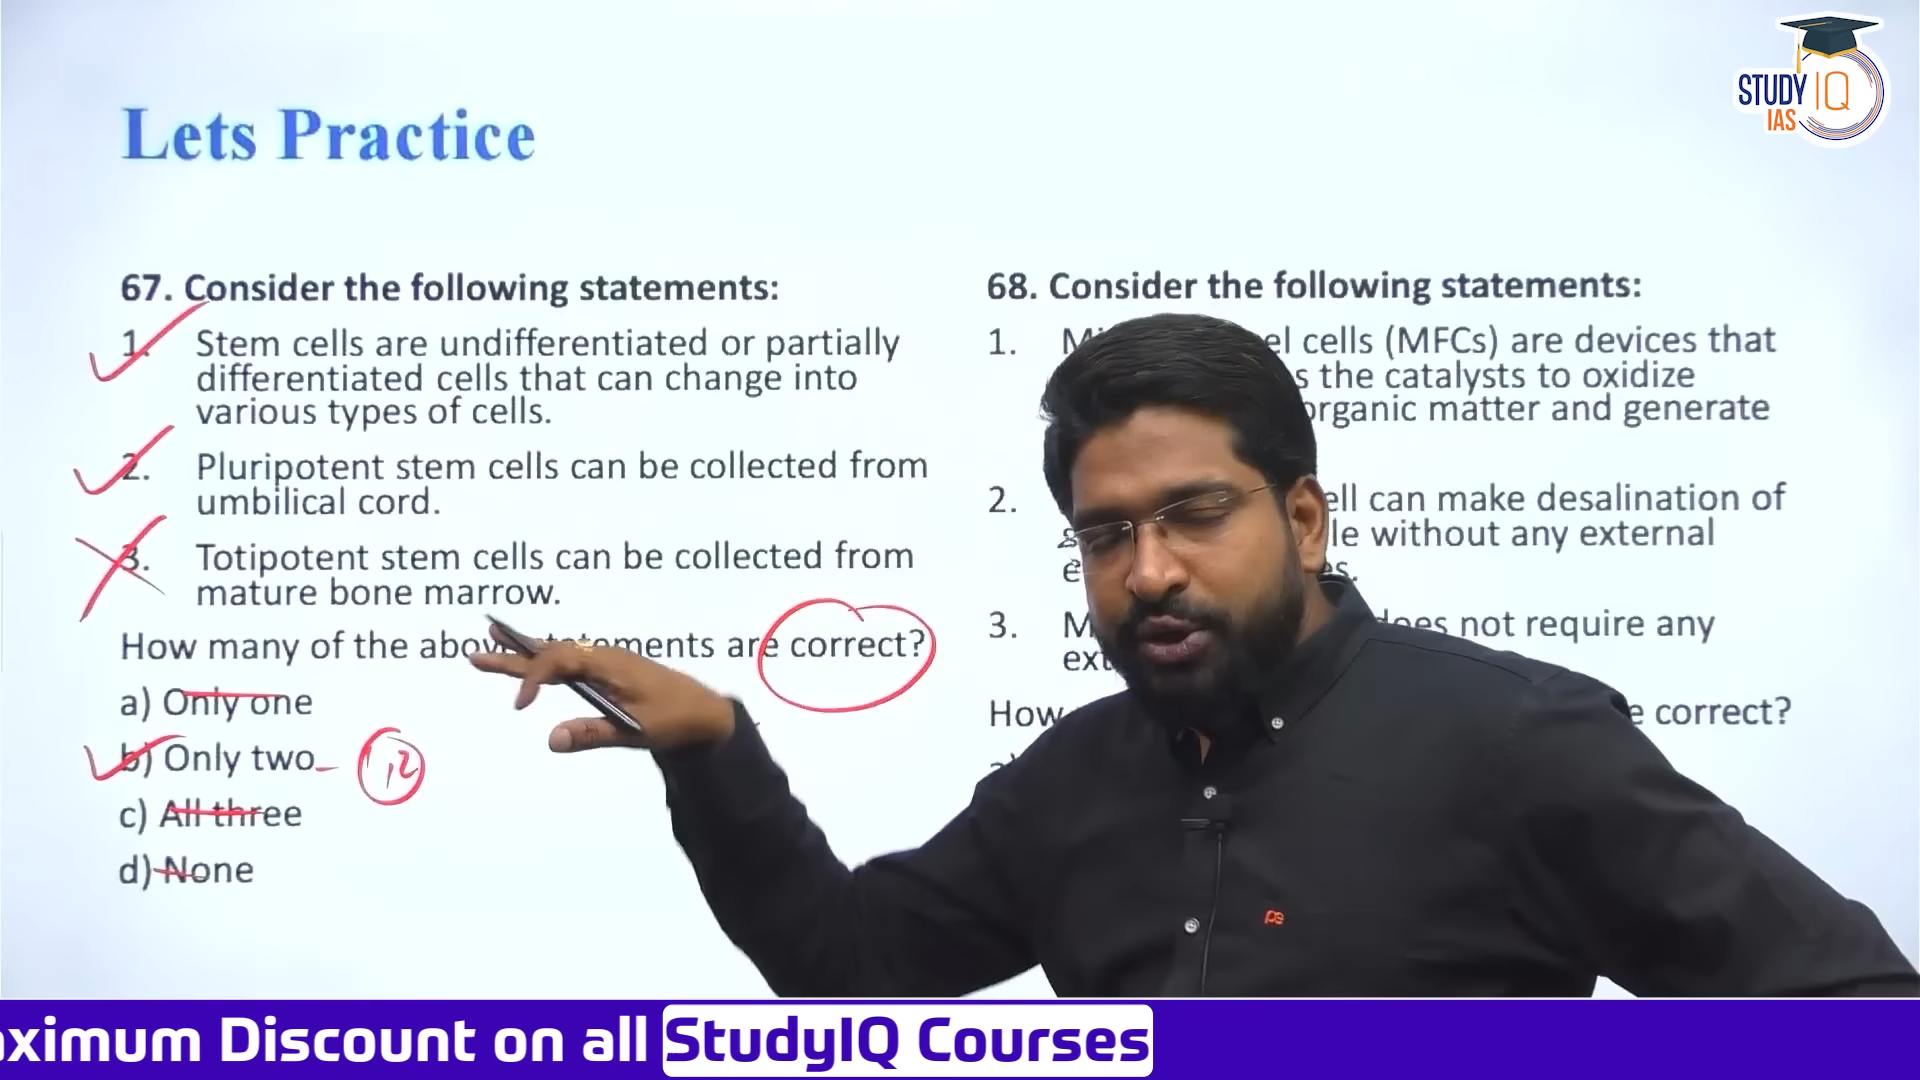 STUDY IQ
IAS
Lets Practice
67. Consider the following statements:
1. Stem cells are undifferentiated or partially
differentiated cells that can change into
various types of cells.
2. Pluripotent stem cells can be collected from
umbilical cord.
3. Totipotent stem cells can be collected from
mature bone marrow.
How many of the above statements are correct?
a) Only one
b) Only two
1,2
c) All three
d) None
68. Consider the following statements:
1. cells (MFCs) are devices that
the catalysts to oxidize
organic matter and generate
2. can make desalination of
without any external
3. does not require any
How correct?
pe
Discount on all StudyIQ Courses